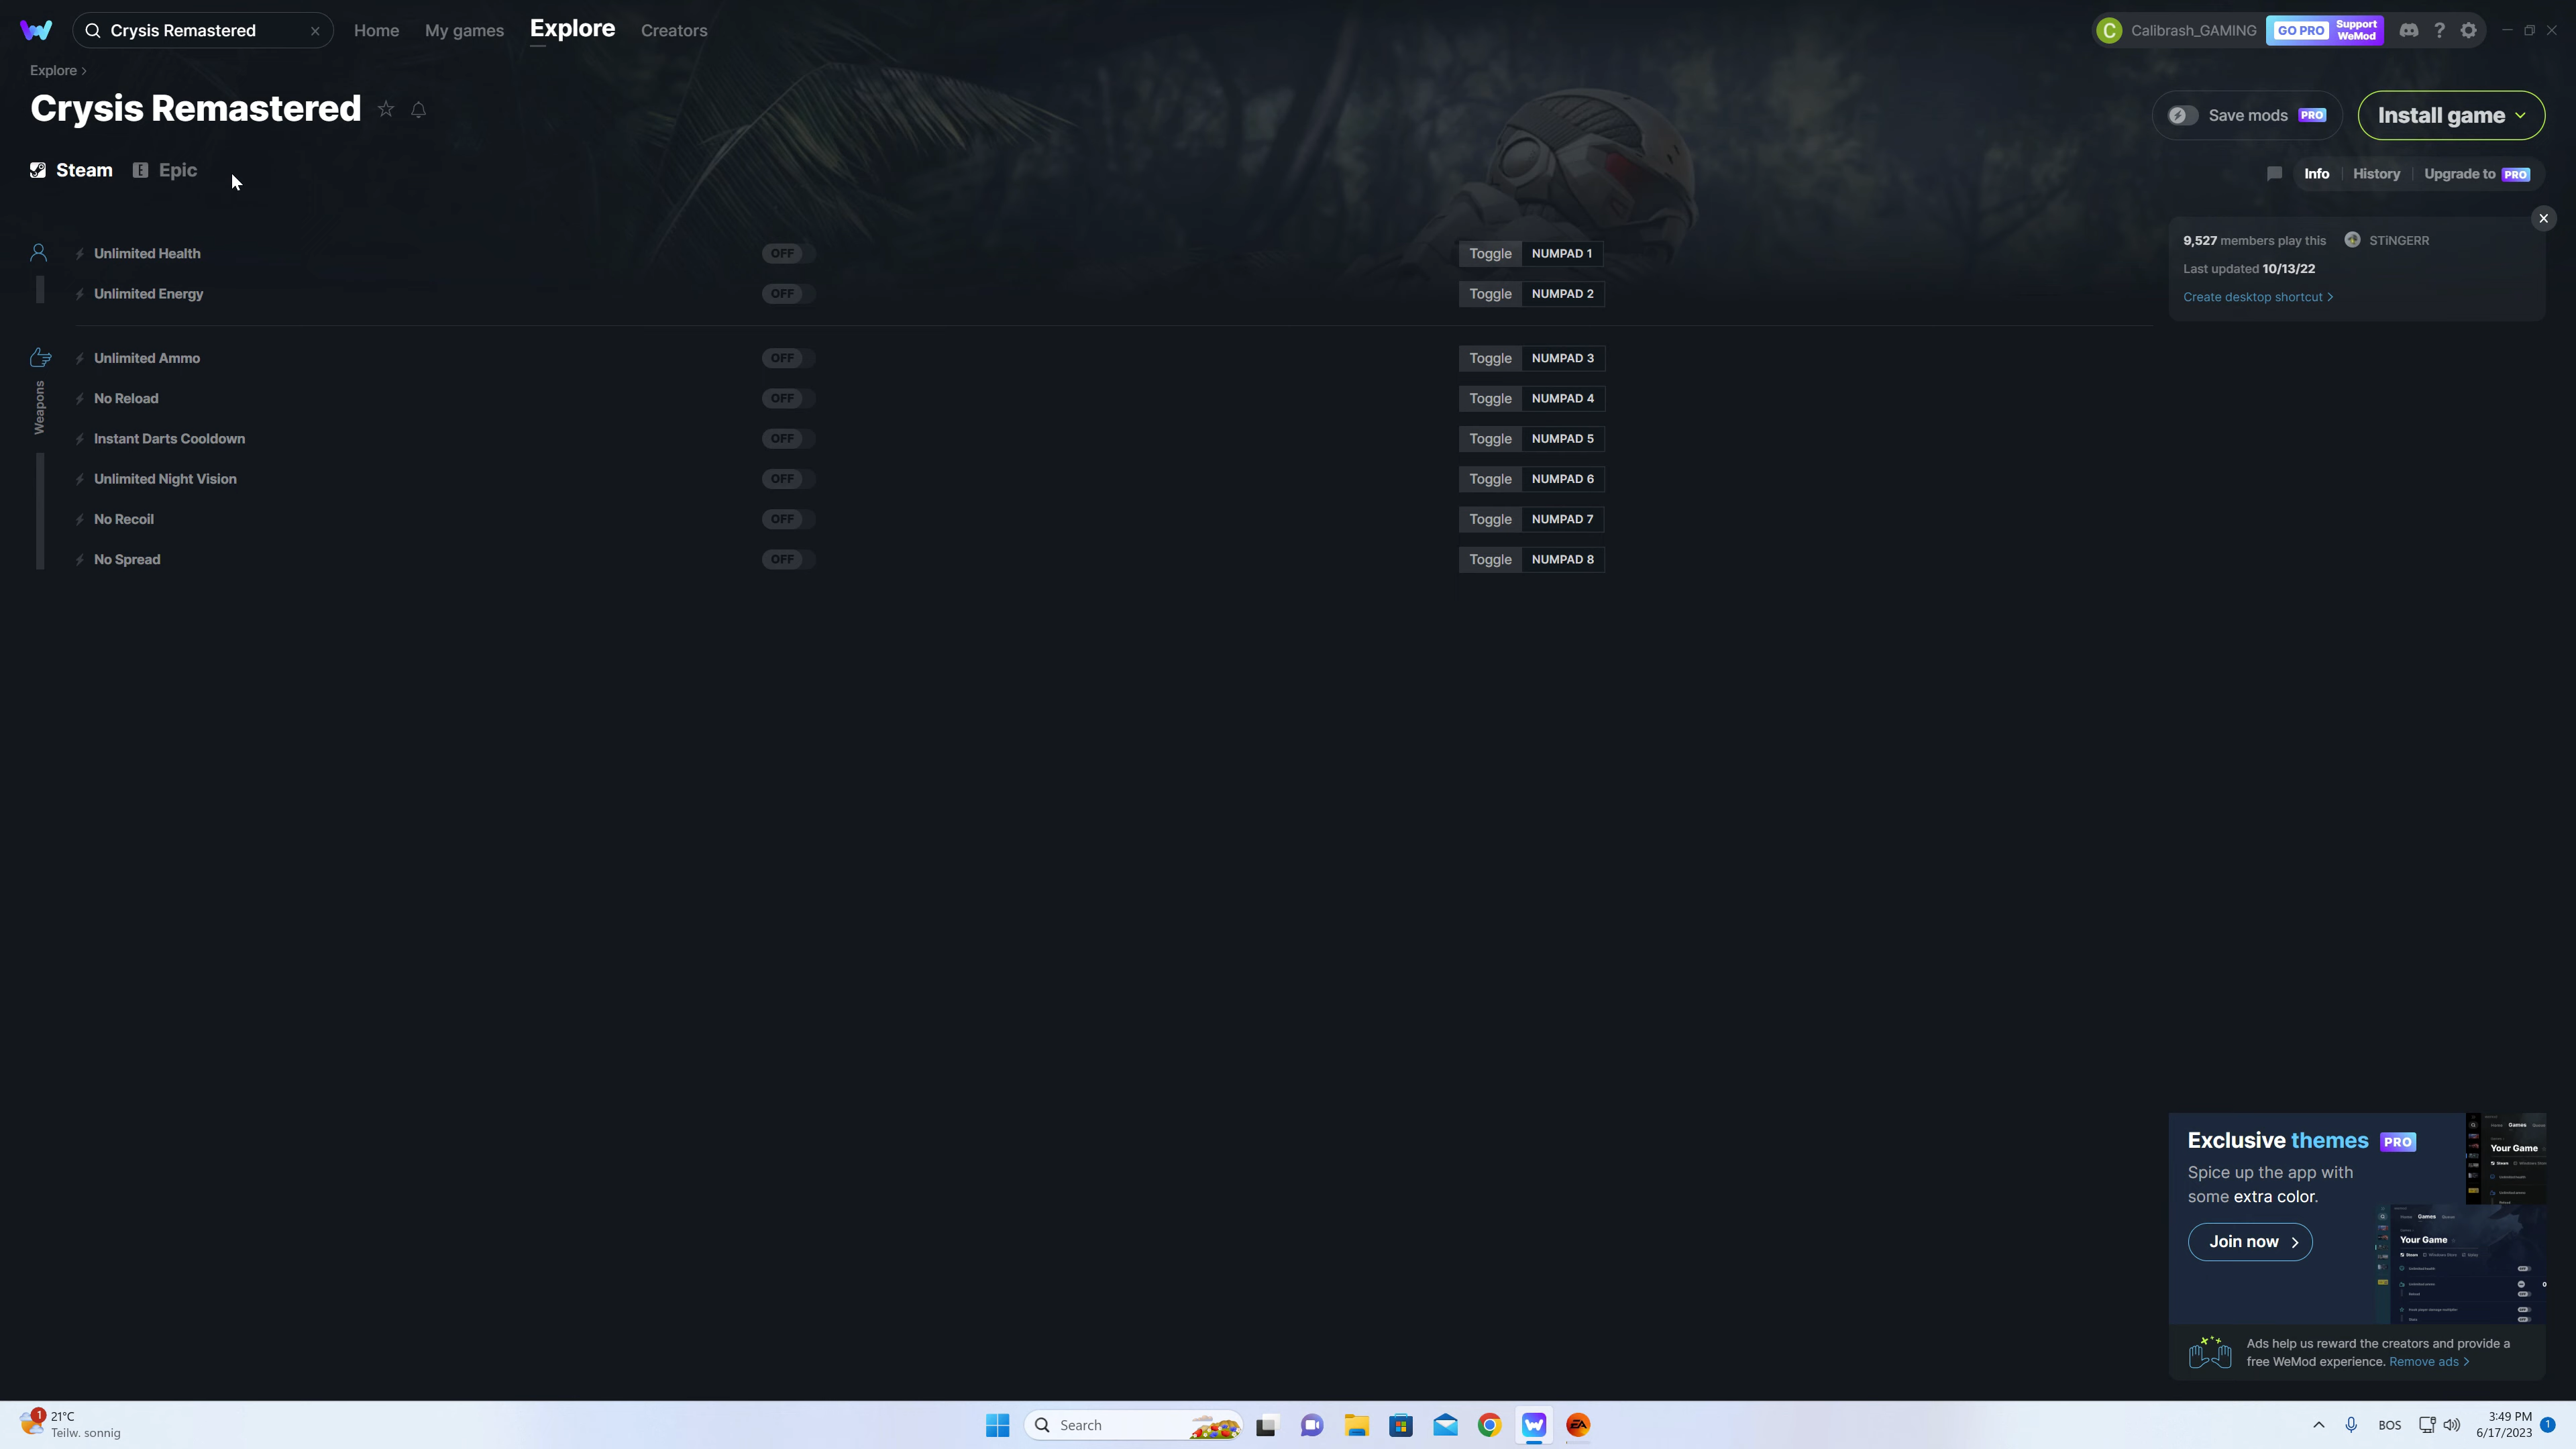 Crysis Remastered
Home
My games
Explore
Creators
C
Calibrash_GAMING
GO PRO
Support
WeMod
Explore
Crysis Remastered
Save mods PRO
Install game
Steam
Epic
Info
History
Upgrade to PRO
Unlimited Health OFF Toggle NUMPAD 1
Unlimited Energy OFF Toggle NUMPAD 2
9,527 members play this STiNGERR
Last updated 10/13/22
Create desktop shortcut
Weapons
Unlimited Ammo OFF Toggle NUMPAD 3
No Reload OFF Toggle NUMPAD 4
Instant Darts Cooldown OFF Toggle NUMPAD 5
Unlimited Night Vision OFF Toggle NUMPAD 6
No Recoil OFF Toggle NUMPAD 7
No Spread OFF Toggle NUMPAD 8
Exclusive themes PRO
Spice up the app with
some extra color.
Join now
Games
Your Game
Games
Your Game
Ads help us reward the creators and provide a
free WeMod experience. Remove ads
1
21°C
Teilw. sonnig
Search
EA
BOS
3:49 PM
6/17/2023
1